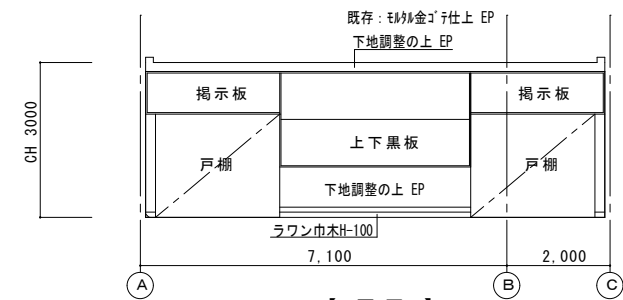 既存：ﾓﾙﾀﾙ金ｺﾞﾃ仕上 EP
下地調整の上 EP
掲示板
掲示板
CH 3000
上下黒板
戸棚
戸棚
下地調整の上 EP
ラワン巾木H-100
7,100
2,000
A
B
C